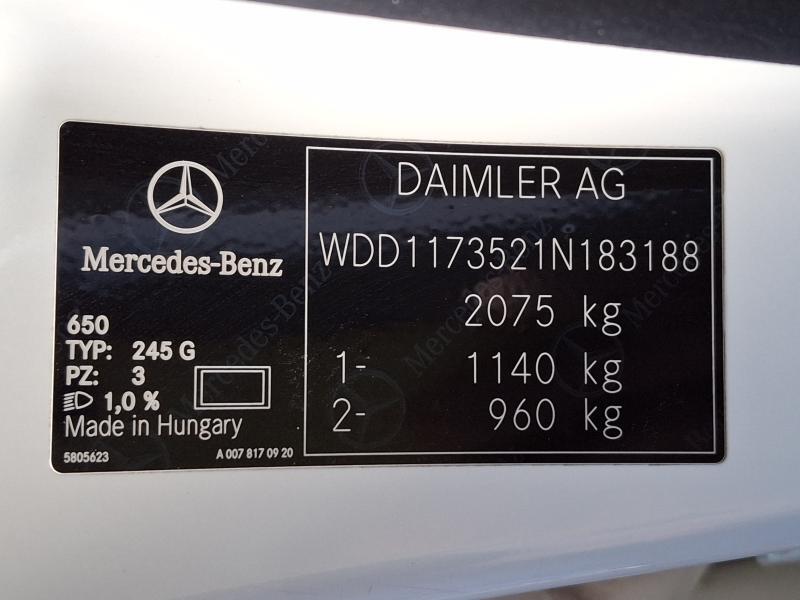 Mercedes-Benz
650
TYP: 245 G
PZ: 3
1,0 %
Made in Hungary
5805623
A 007 817 09 20
DAIMLER AG
WDD1173521N183188
2075 kg
1- 1140 kg
2- 960 kg